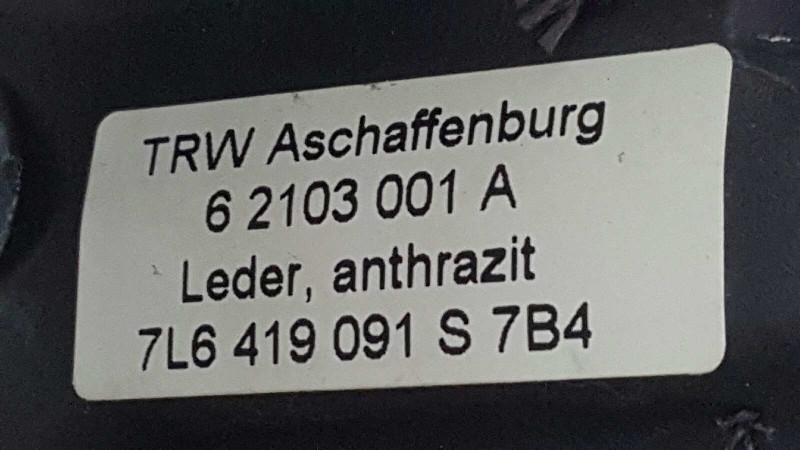 TRW Aschaffenburg
6 2103 001 A
Leder, anthrazit
7L6 419 091 S 7B4